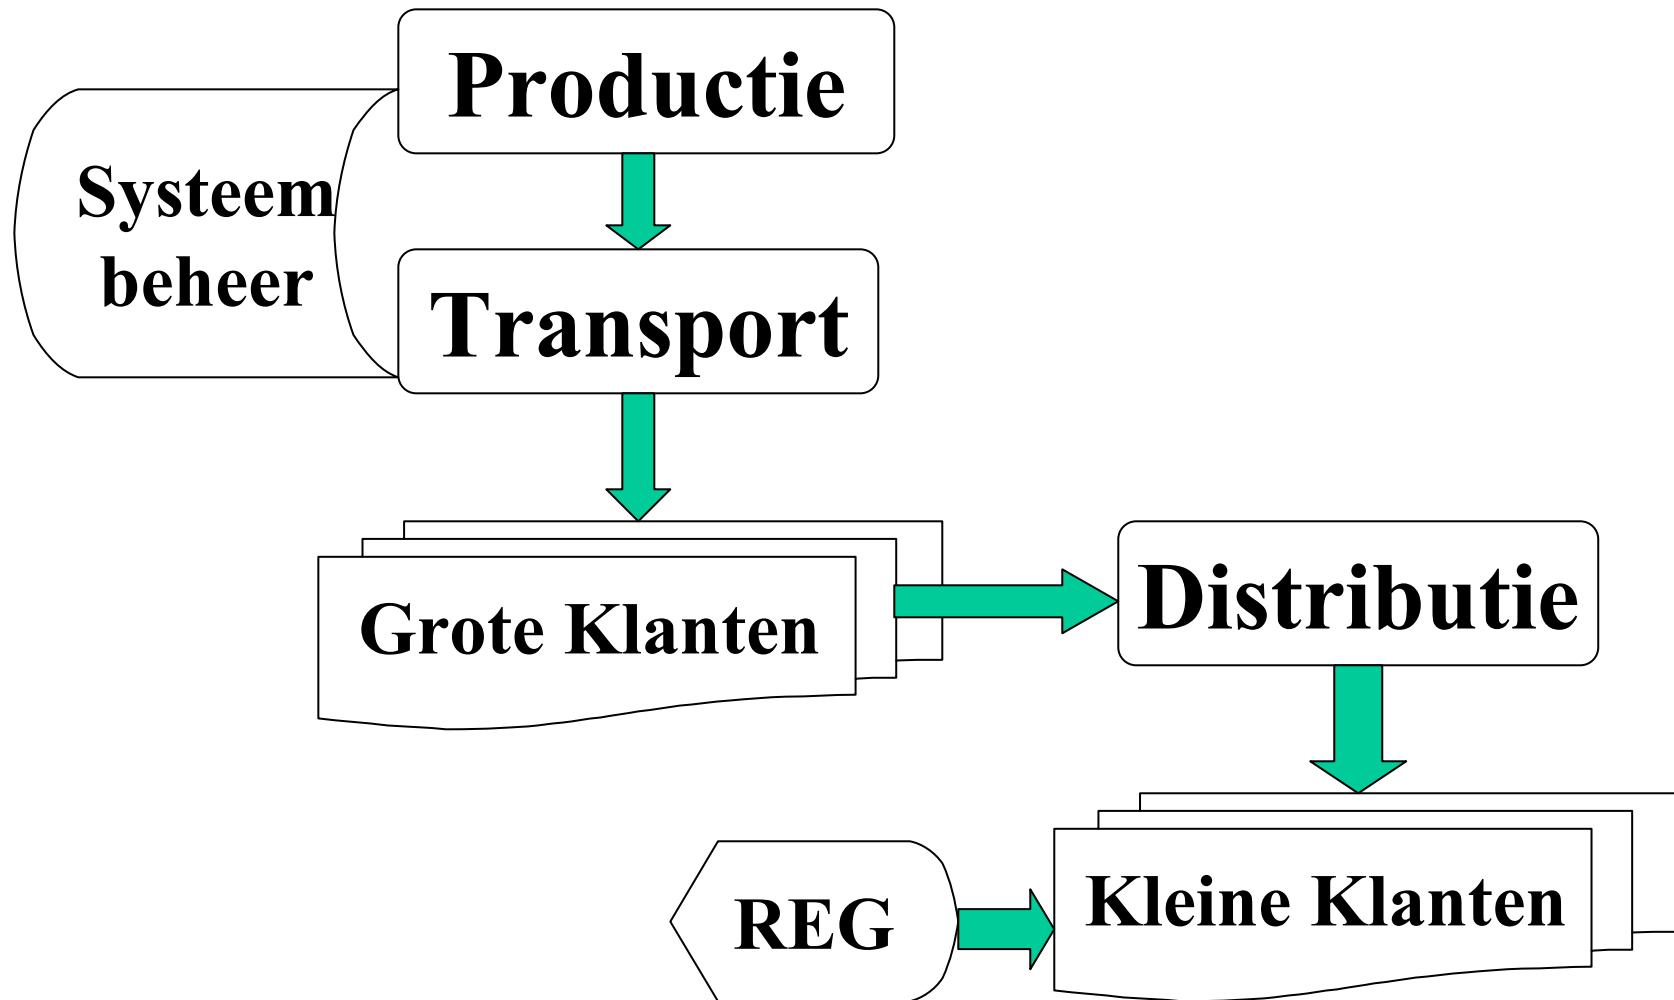 Productie
Systeem
beheer
Transport
Grote Klanten
Distributie
Kleine Klanten
REG